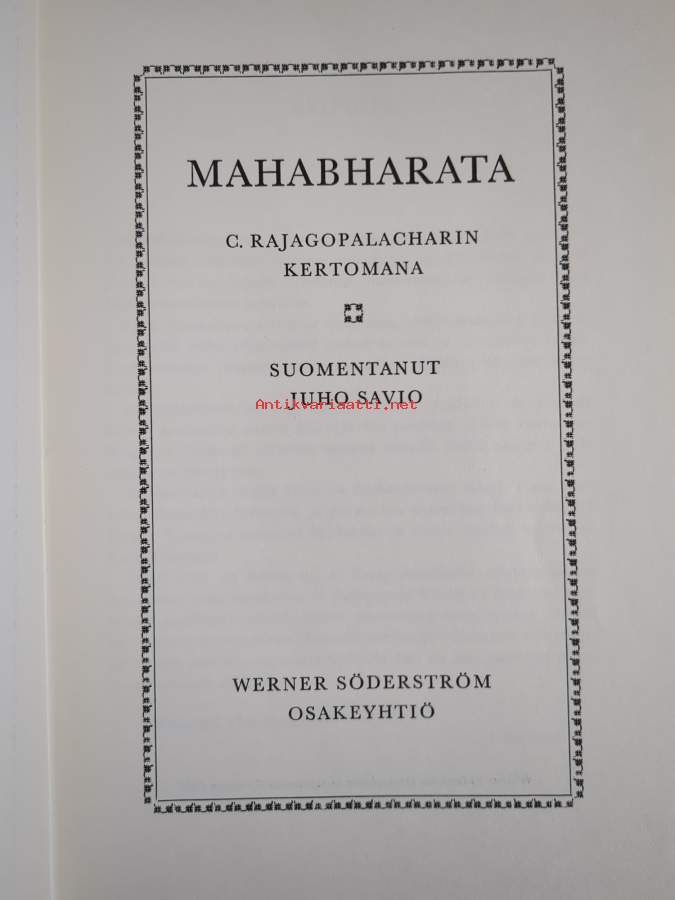 MAHABHARATA
C. RAJAGOPALACHARIN
KERTOMANA
SUOMENTANUT
JUHO SAVIO
Antikvariaatti.net
WERNER SÖDERSTRÖM
OSAKEYHTIÖ